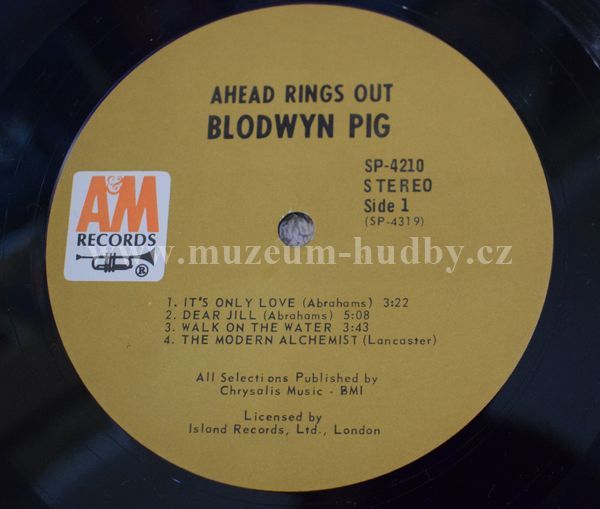 AHEAD RINGS OUT
BLODWYN PIG
SP-4210
STEREO
Side 1
(SP-4319)
A&M
RECORDS
®
www.muzeum-hudby.cz
1. IT'S ONLY LOVE (Abrahams) 3:22
2. DEAR JILL (Abrahams) 5:08
3. WALK ON THE WATER 3:43
4. THE MODERN ALCHEMIST (Lancaster)
All Selections Published by
Chrysalis Music - BMI
Licensed by
Island Records, Ltd., London